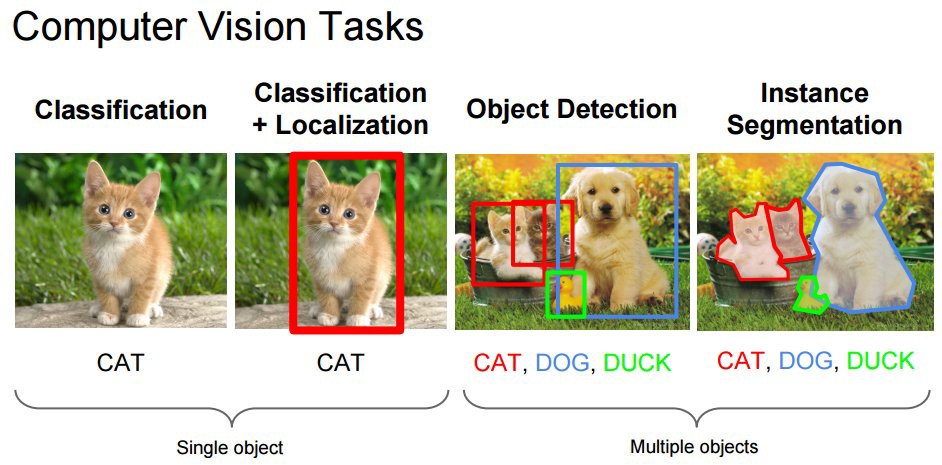 Computer Vision Tasks
Classification
Classification
+ Localization
Object Detection
Instance
Segmentation
CAT
CAT
CAT, DOG, DUCK
CAT, DOG, DUCK
Single object
Multiple objects